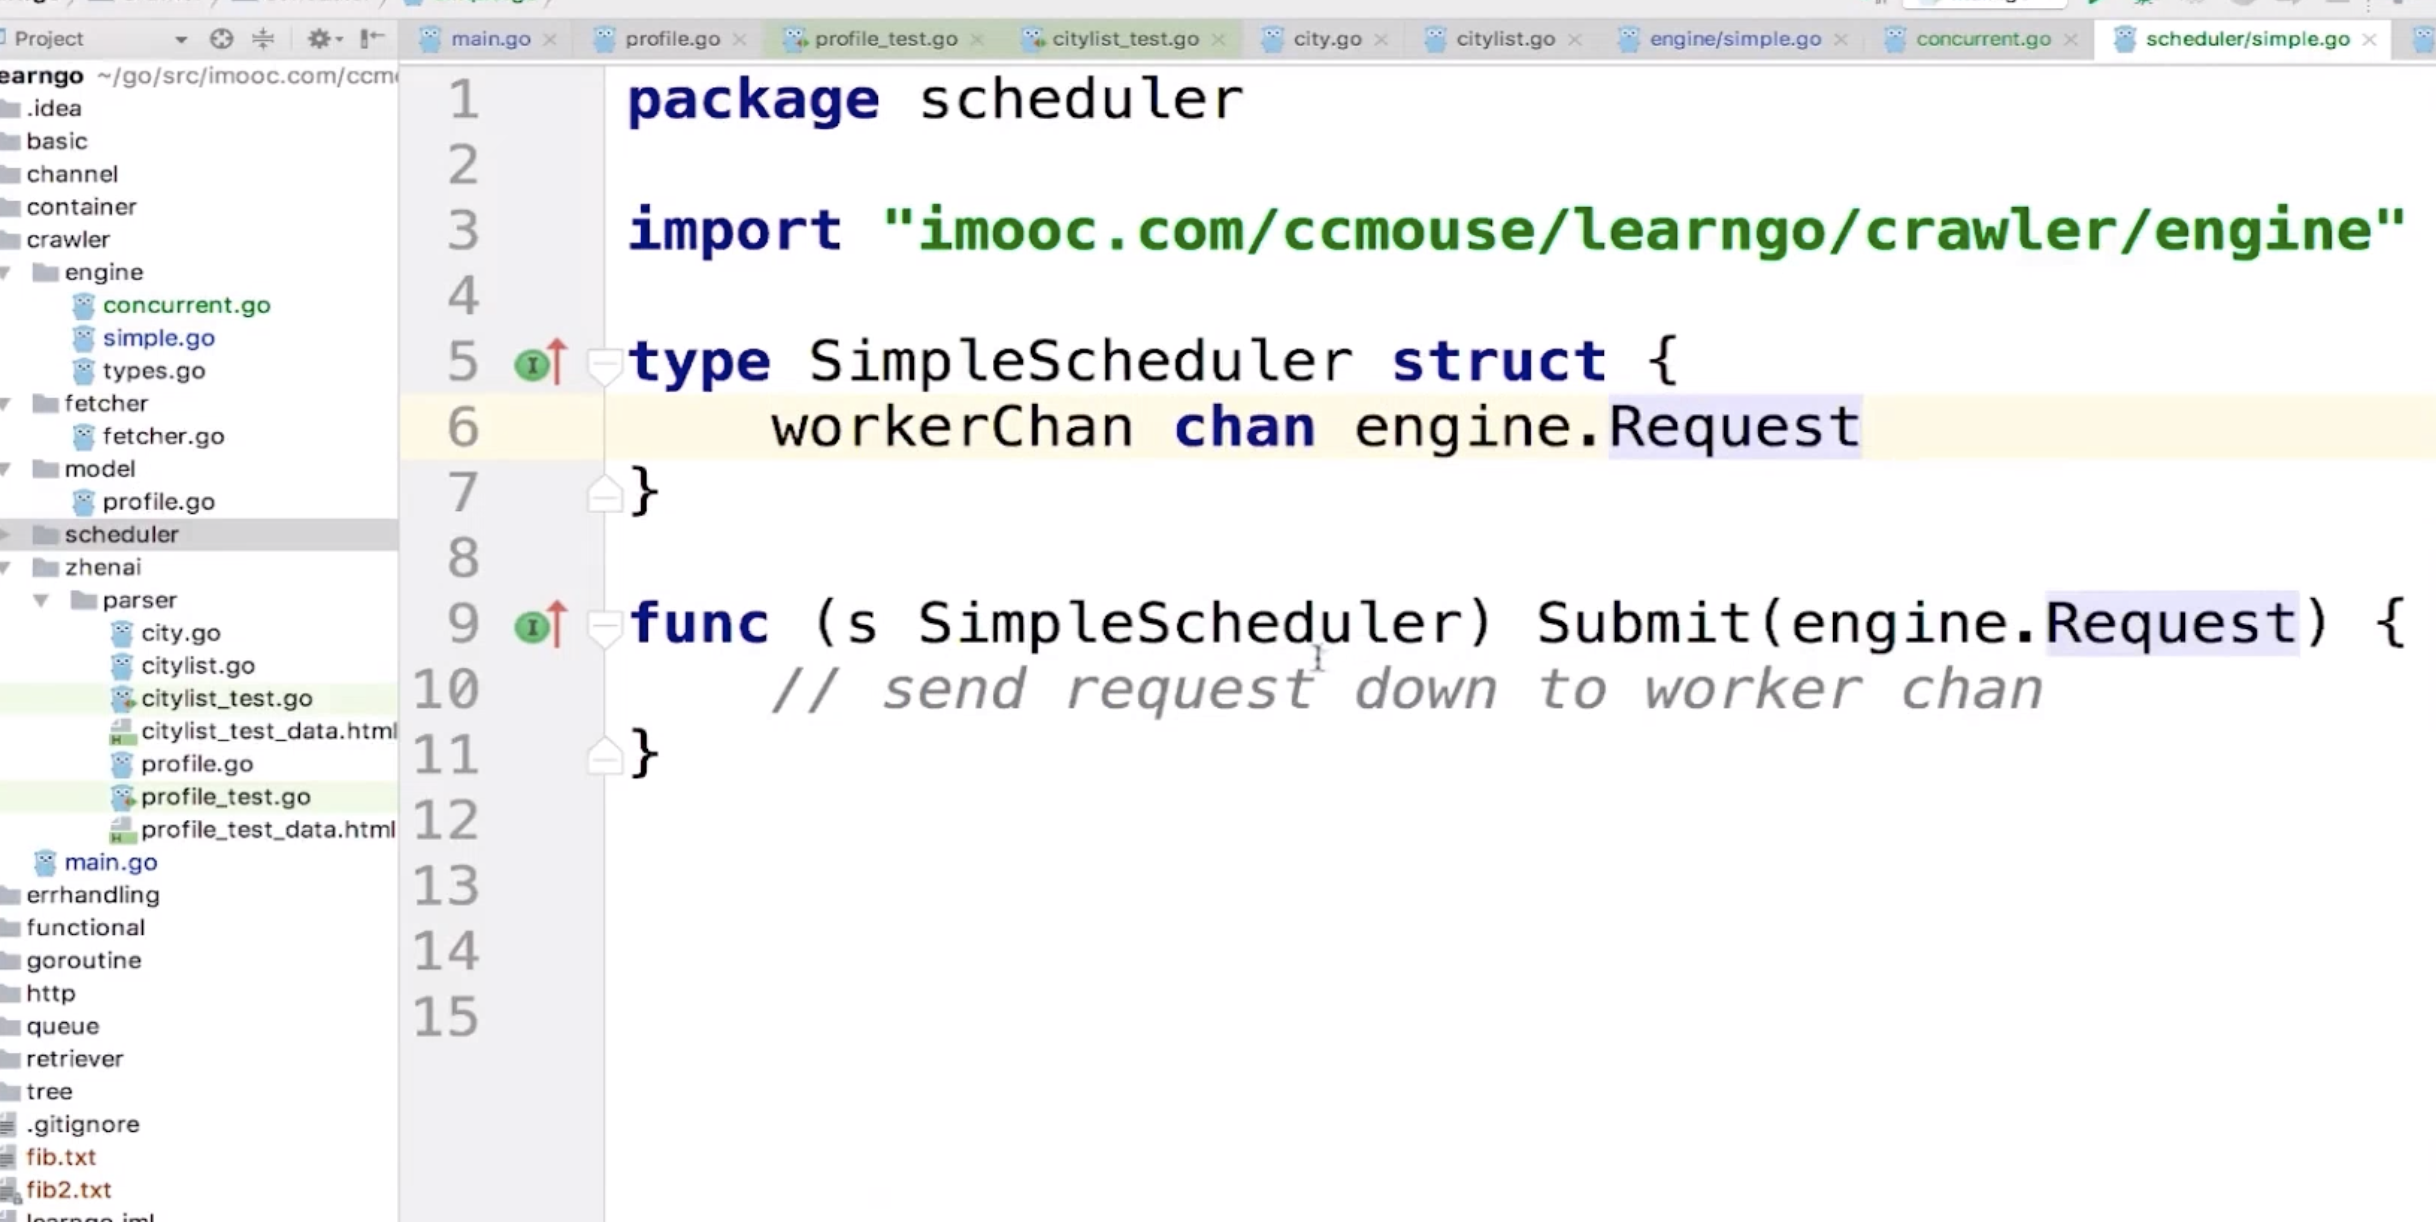 Project
main.go
profile.go
profile_test.go
citylist_test.go
city.go
citylist.go
engine/simple.go
concurrent.go
scheduler/simple.go
earngo ~/go/src/imooc.com/ccm
.idea
basic
channel
container
crawler
engine
concurrent.go
simple.go
types.go
fetcher
fetcher.go
model
profile.go
scheduler
zhenai
parser
city.go
citylist.go
citylist_test.go
citylist_test_data.html
profile.go
profile_test.go
profile_test_data.html
main.go
errhandling
functional
goroutine
http
queue
retriever
tree
.gitignore
fib.txt
fib2.txt
1 package scheduler
2
3 import "imooc.com/ccmouse/learngo/crawler/engine"
4
5 type SimpleScheduler struct {
6 workerChan chan engine.Request
7 }
8
9 func (s SimpleScheduler) Submit(engine.Request) {
10 // send request down to worker chan
11 }
12
13
14
15